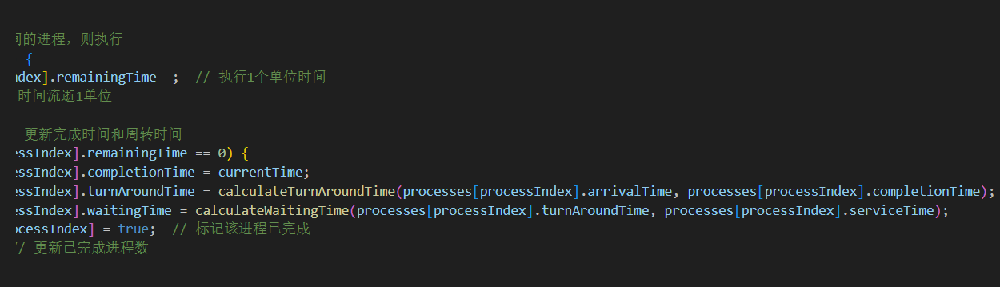 的进程，则执行
{
ndex].remainingTime--;  // 执行1个单位时间
时间流逝1单位
更新完成时间和周转时间
essIndex].remainingTime == 0) {
essIndex].completionTime = currentTime;
essIndex].turnAroundTime = calculateTurnAroundTime(processes[processIndex].arrivalTime, processes[processIndex].completionTime);
essIndex].waitingTime = calculateWaitingTime(processes[processIndex].turnAroundTime, processes[processIndex].serviceTime);
ocessIndex] = true;  // 标记该进程已完成
// 更新已完成进程数